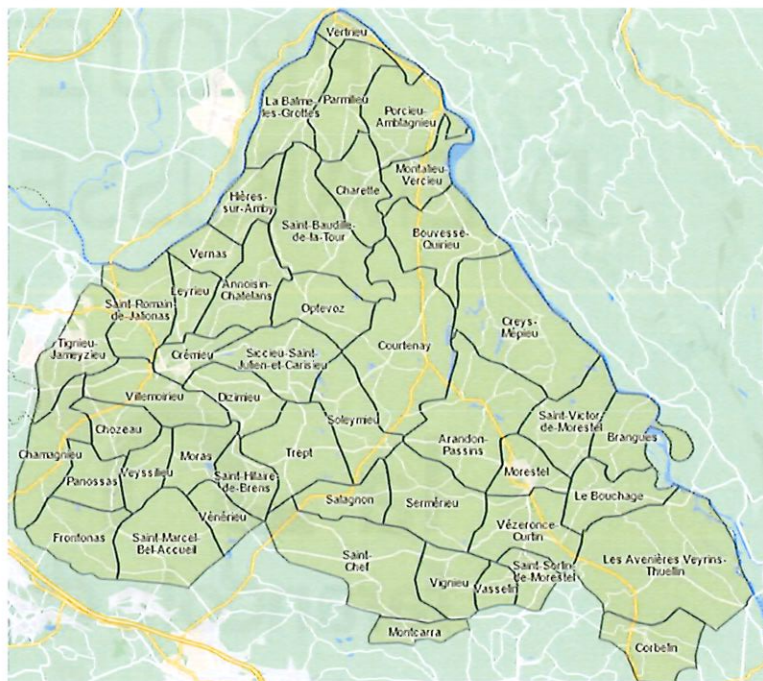 Vertrieu
La Balme-
les-Grottes
Parmilieu
Porcieu-
Amblagnieu
Montalieu-
Vercieu
Charette
Hières-
sur-Amby
Saint-Baudille-
de-la-Tour
Bouvesse-
Quirieu
Vernas
Leyrieu
Annoisin-
Chatelans
Optevoz
Saint-Romain-
de-Jalionas
Creys-
Mépieu
Tignieu-
Jameyzieu
Crémieu
Siccieu-Saint-
Julien-et-Carisieu
Courtenay
Villemoirieu
Dizimieu
Soleymieu
Saint-Victor-
de-Morestel
Brangues
Chozeau
Chamagnieu
Moras
Trept
Arandon-
Passins
Panossas
Veyssilieu
Saint-Hilaire-
de-Brens
Morestel
Le Bouchage
Salagnon
Sermérieu
Vénérieu
Vézeronce-
Curtin
Frontonas
Saint-Marcel-
Bel-Accueil
Saint-
Chef
Vignieu
Vasselin
Saint-Sorlin-
de-Morestel
Les Avenières Veyrins-
Thuellin
Montcarra
Corbelin